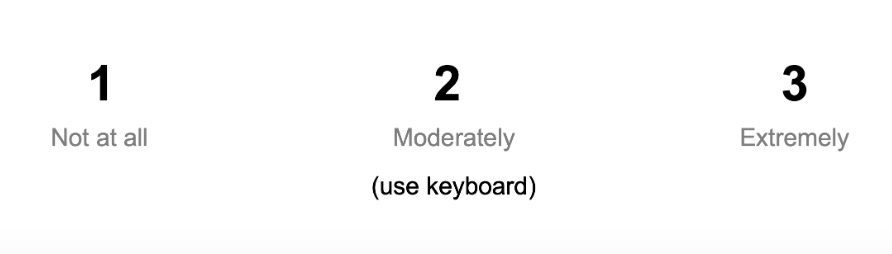 1 2 3
Not at all Moderately Extremely
(use keyboard)